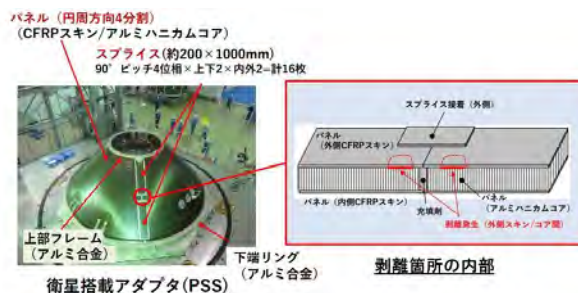 パネル（円周方向4分割）
（CFRPスキン/アルミハニカムコア）
スプライス(約200×1000mm)
90°ピッチ4位相×上下2×内外2=計16枚
上部フレーム
（アルミ合金）
下端リング
（アルミ合金）
衛星搭載アダプタ(PSS)
スプライス接着（外側）
パネル
（外側CFRPスキン）
パネル（内側CFRPスキン）
充填剤
パネル
（アルミハニカムコア）
剥離発生（外側スキン/コア間）
剥離箇所の内部